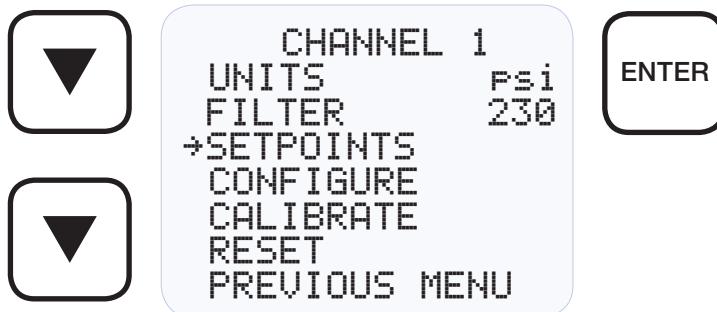 CHANNEL 1
UNITS psi
FILTER 230
→SETPOINTS
CONFIGURE
CALIBRATE
RESET
PREVIOUS MENU
ENTER